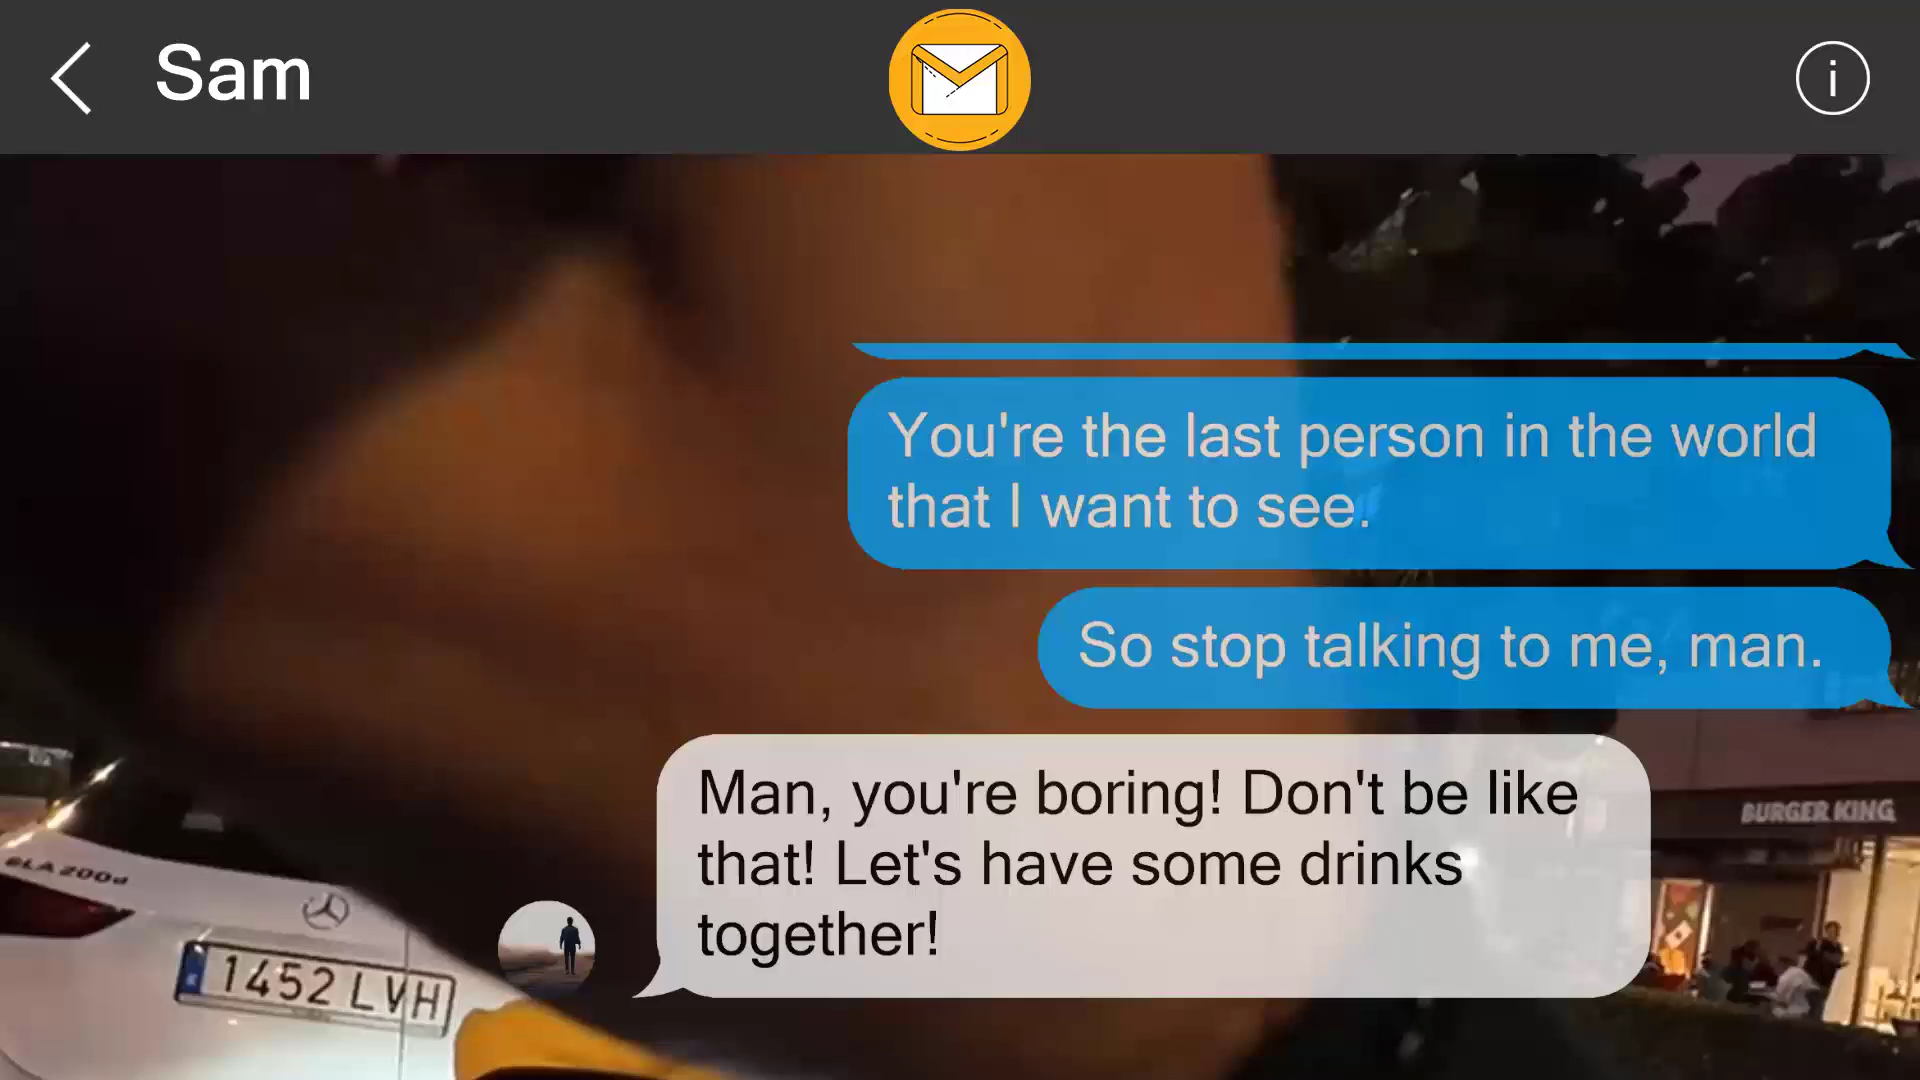 Sam
i
You're the last person in the world
that I want to see.
So stop talking to me, man.
Man, you're boring! Don't be like
that! Let's have some drinks
together!
BURGER KING
200d
1452 LVH